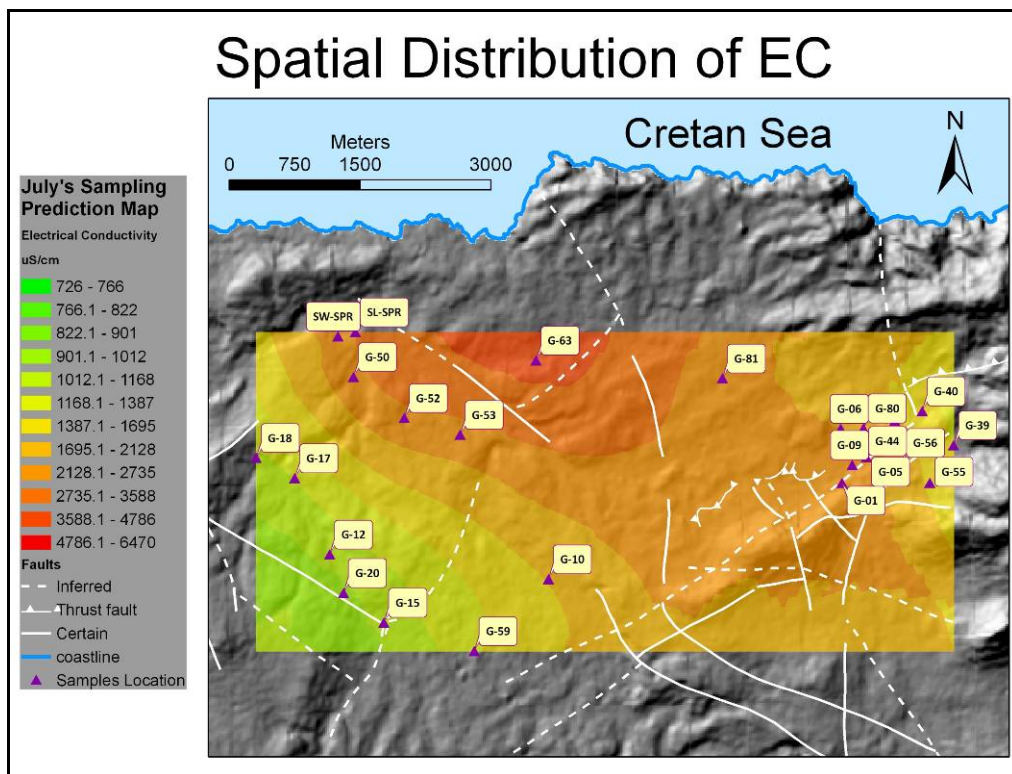 Spatial Distribution of EC
Meters
0 750 1500 3000
Cretan Sea
N
July's Sampling
Prediction Map
Electrical Conductivity
uS/cm
726 - 766
766.1 - 822
822.1 - 901
901.1 - 1012
1012.1 - 1168
1168.1 - 1387
1387.1 - 1695
1695.1 - 2128
2128.1 - 2735
2735.1 - 3588
3588.1 - 4786
4786.1 - 6470
Faults
Inferred
Thrust fault
Certain
coastline
Samples Location
SW-SPR
SL-SPR
G-63
G-50
G-81
G-52
G-53
G-40
G-06
G-80
G-39
G-18
G-17
G-09
G-44
G-56
G-05
G-55
G-01
G-12
G-10
G-20
G-15
G-59